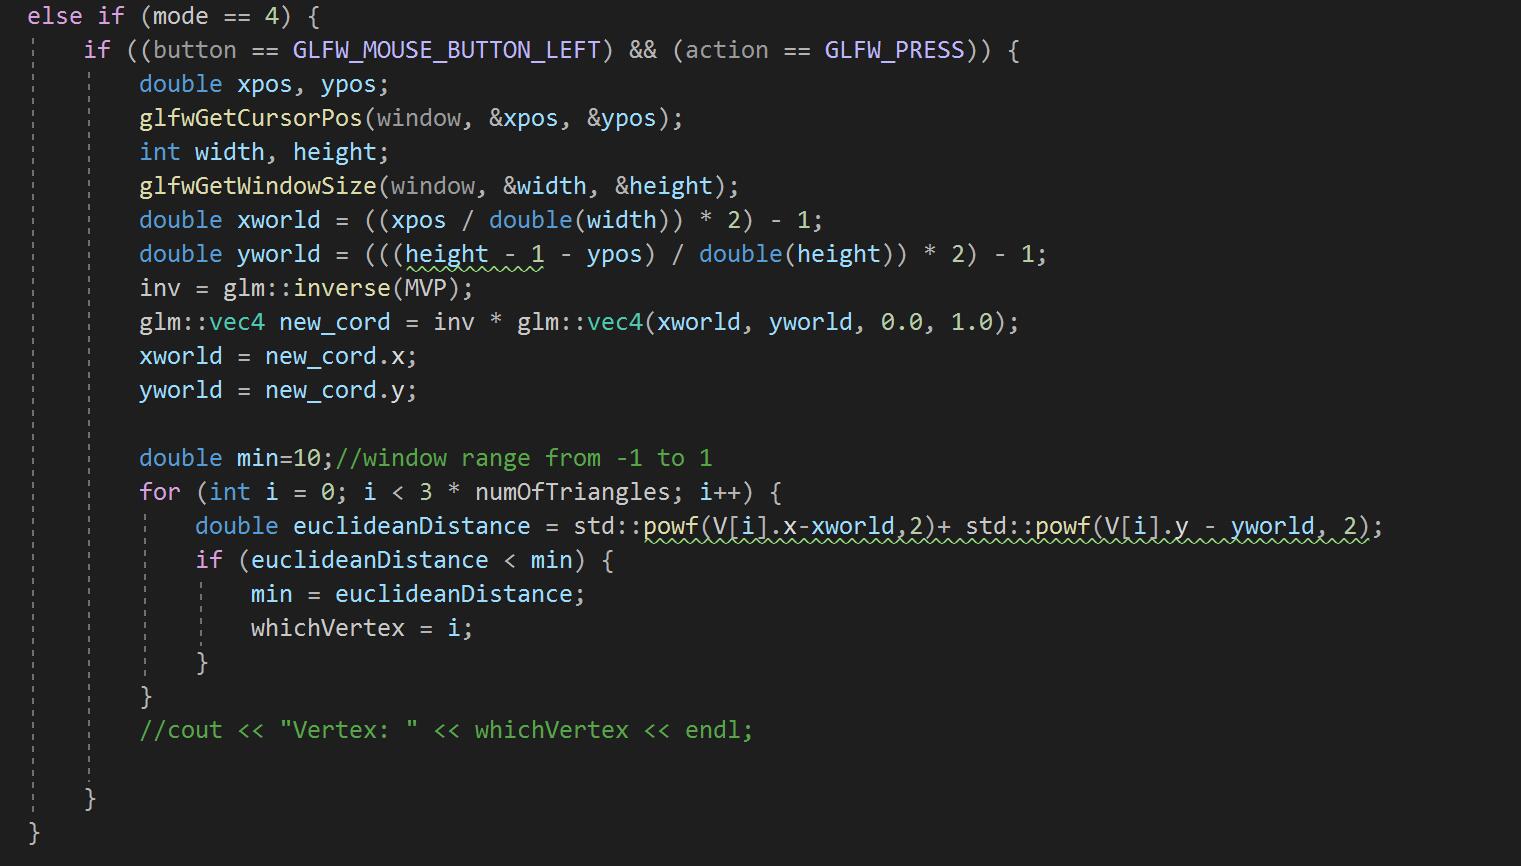 else if (mode == 4) {
if ((button == GLFW_MOUSE_BUTTON_LEFT) && (action == GLFW_PRESS)) {
double xpos, ypos;
glfwGetCursorPos(window, &xpos, &ypos);
int width, height;
glfwGetWindowSize(window, &width, &height);
double xworld = ((xpos / double(width)) * 2) - 1;
double yworld = (((height - 1 - ypos) / double(height)) * 2) - 1;
inv = glm::inverse(MVP);
glm::vec4 new_cord = inv * glm::vec4(xworld, yworld, 0.0, 1.0);
xworld = new_cord.x;
yworld = new_cord.y;
double min=10;//window range from -1 to 1
for (int i = 0; i < 3 * numOfTriangles; i++) {
double euclideanDistance = std::powf(V[i].x-xworld,2)+ std::powf(V[i].y - yworld, 2);
if (euclideanDistance < min) {
min = euclideanDistance;
whichVertex = i;
}
}
//cout << "Vertex: " << whichVertex << endl;
}
}